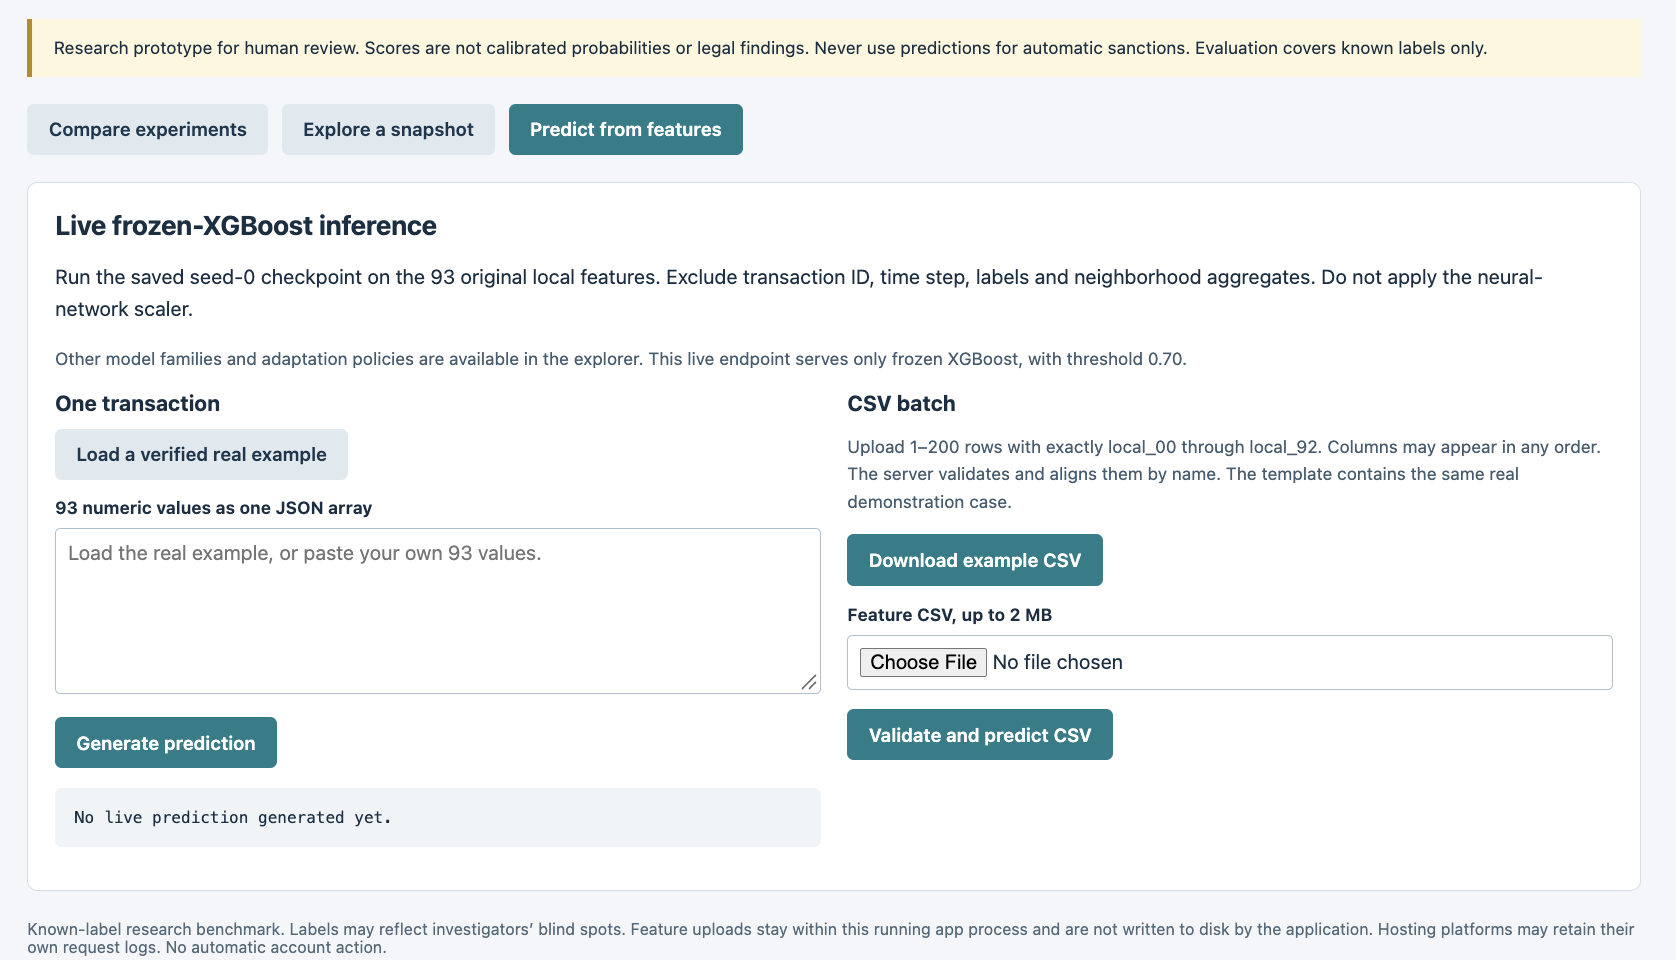 Research prototype for human review. Scores are not calibrated probabilities or legal findings. Never use predictions for automatic sanctions. Evaluation covers known labels only.
Compare experiments
Explore a snapshot
Predict from features
Live frozen-XGBoost inference
Run the saved seed-0 checkpoint on the 93 original local features. Exclude transaction ID, time step, labels and neighborhood aggregates. Do not apply the neural-
network scaler.
Other model families and adaptation policies are available in the explorer. This live endpoint serves only frozen XGBoost, with threshold 0.70.
One transaction
Load a verified real example
93 numeric values as one JSON array
Load the real example, or paste your own 93 values.
Generate prediction
No live prediction generated yet.
CSV batch
Upload 1–200 rows with exactly local_00 through local_92. Columns may appear in any order.
The server validates and aligns them by name. The template contains the same real
demonstration case.
Download example CSV
Feature CSV, up to 2 MB
Choose File No file chosen
Validate and predict CSV
Known-label research benchmark. Labels may reflect investigators’ blind spots. Feature uploads stay within this running app process and are not written to disk by the application. Hosting platforms may retain their
own request logs. No automatic account action.